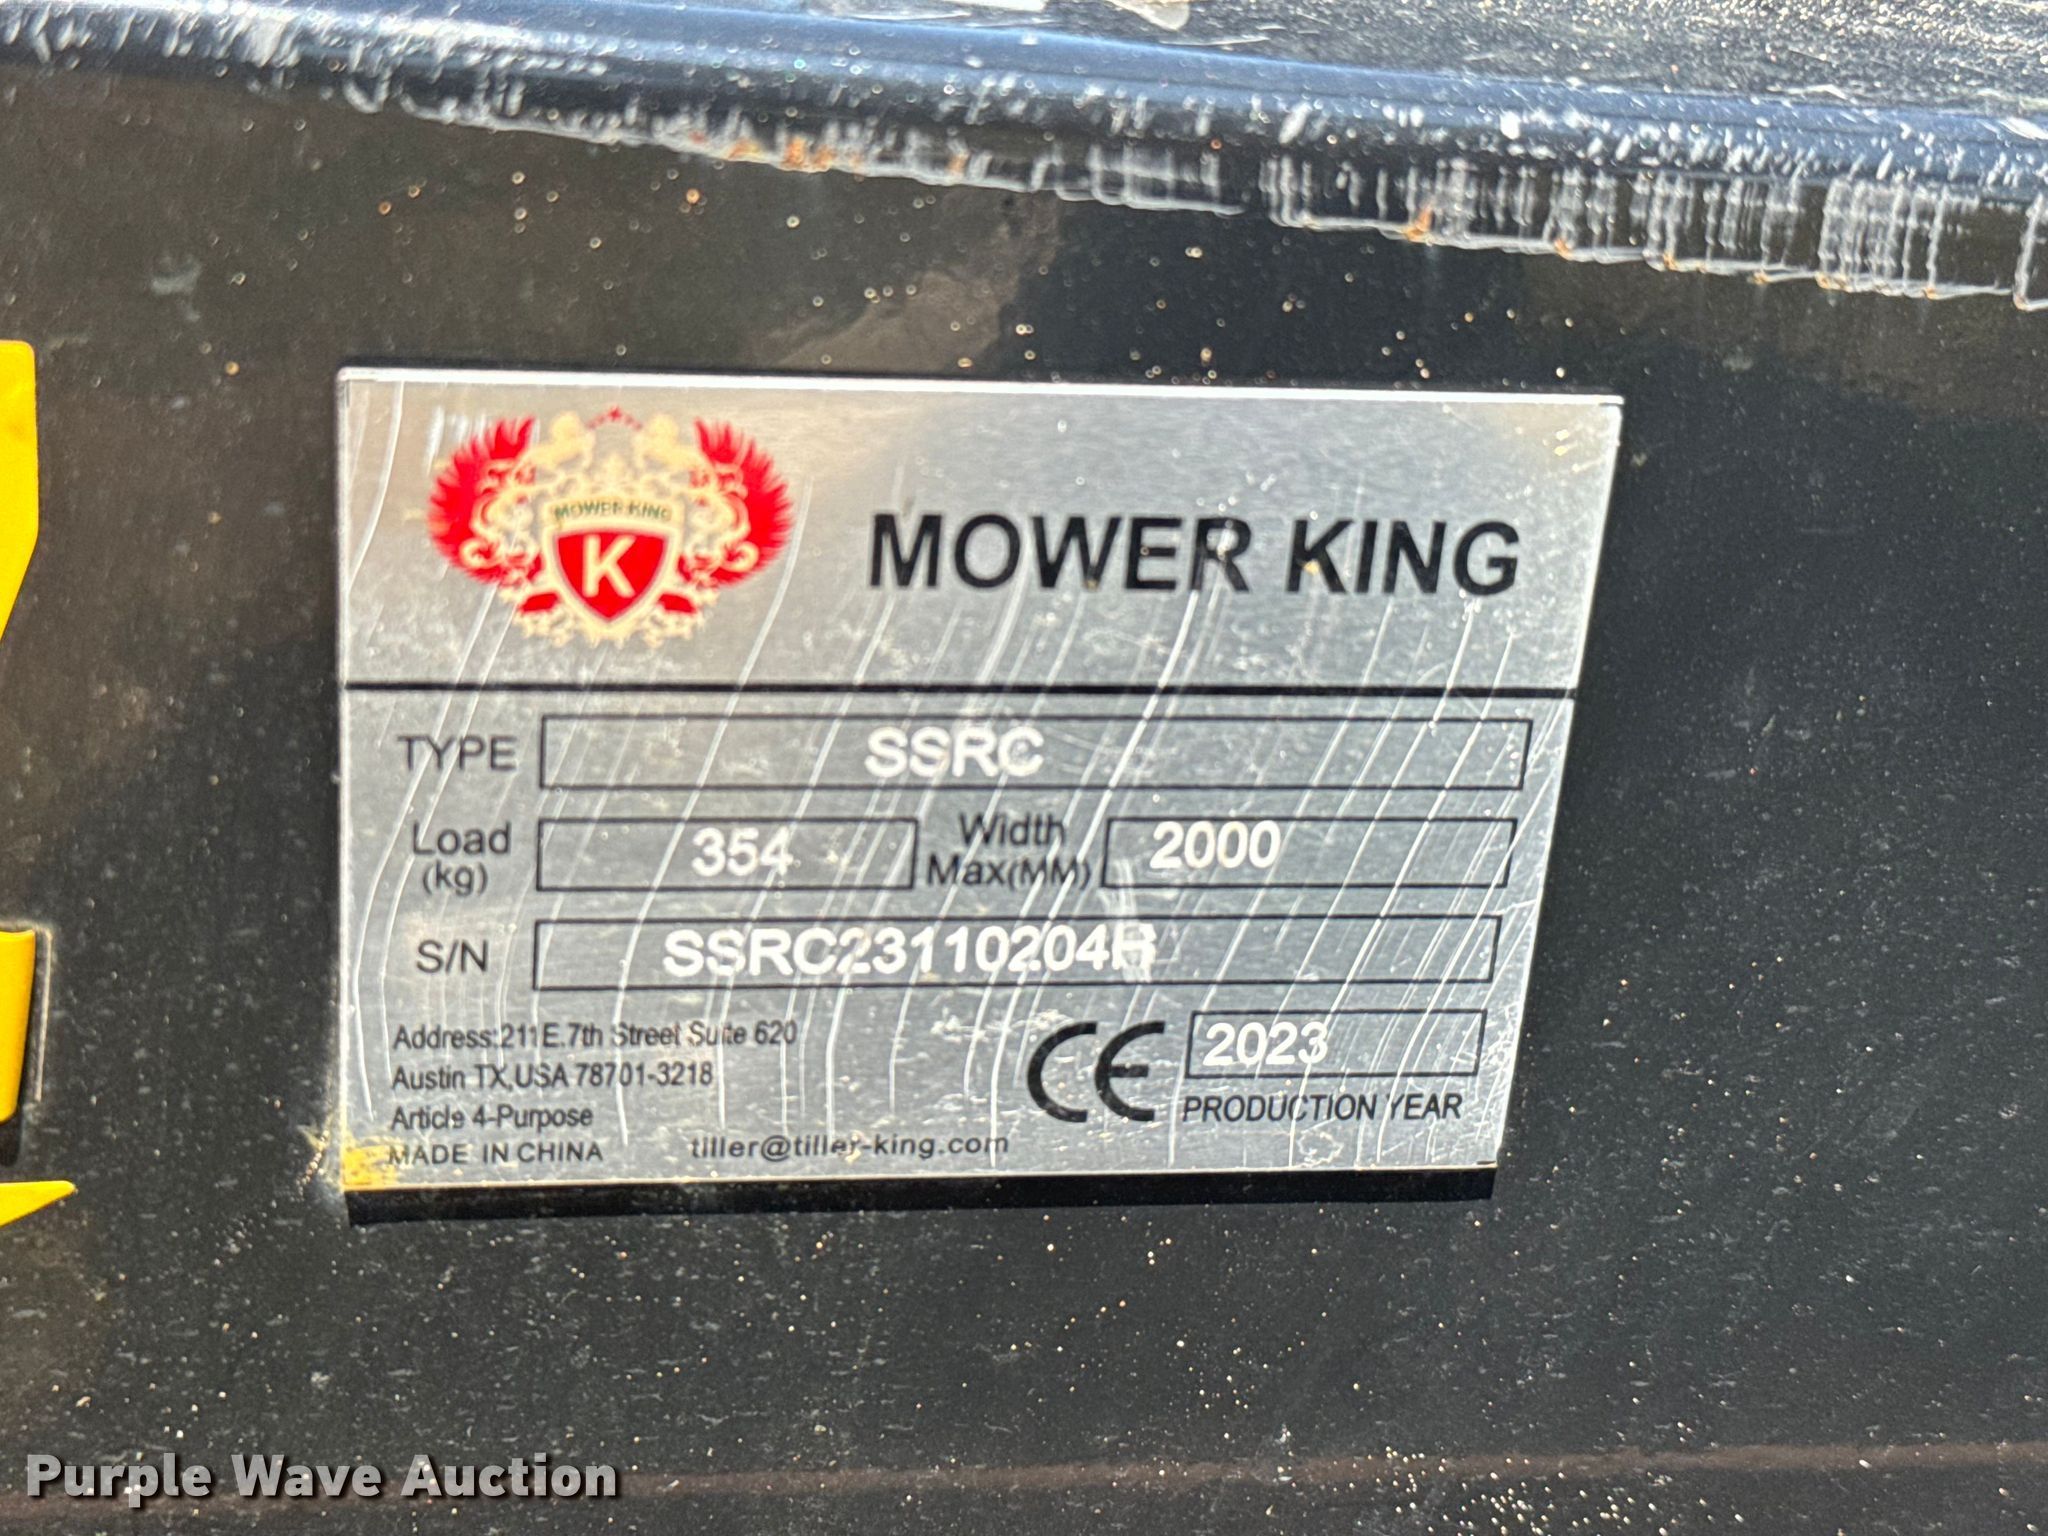 MOWER KING
K
MOWER KING
TYPE SSRC
Load (kg) 354 Width Max(MM) 2000
S/N SSRC23110204H
Address:211E.7th Street Suite 620
Austin TX,USA 78701-3218
Article 4-Purpose
MADE IN CHINA
tiller@tiller-king.com
CE 2023
PRODUCTION YEAR
Purple Wave Auction